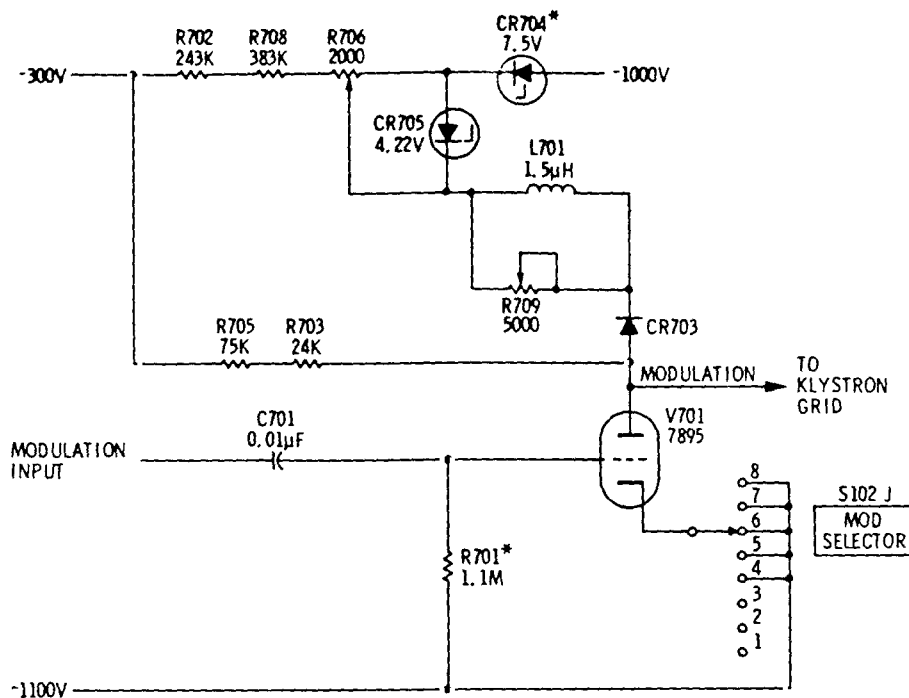 CR704*
7.5V
R702
243K
R708
383K
R706
2000
-300V
-1000V
CR705
4.22V
L701
1.5µH
R709
5000
CR703
R705
75K
R703
24K
MODULATION
TO
KLYSTRON
GRID
C701
0.01µF
V701
7895
MODULATION
INPUT
8
7
6
5
4
3
2
1
S102 J
MOD
SELECTOR
R701*
1.1M
-1100V